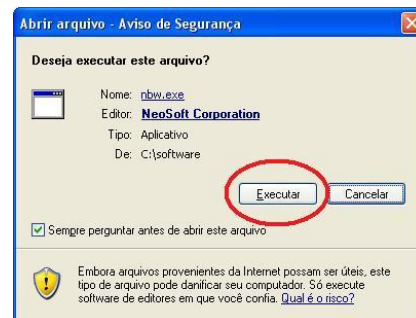 Abrir arquivo - Aviso de Segurança
Deseja executar este arquivo?
Nome: nbw.exe
Editor: NeoSoft Corporation
Tipo: Aplicativo
De: C:\software
Executar Cancelar
Sempre perguntar antes de abrir este arquivo
Embora arquivos provenientes da Internet possam ser úteis, este
tipo de arquivo pode danificar seu computador. Só execute
software de editores em que você confia. Qual é o risco?